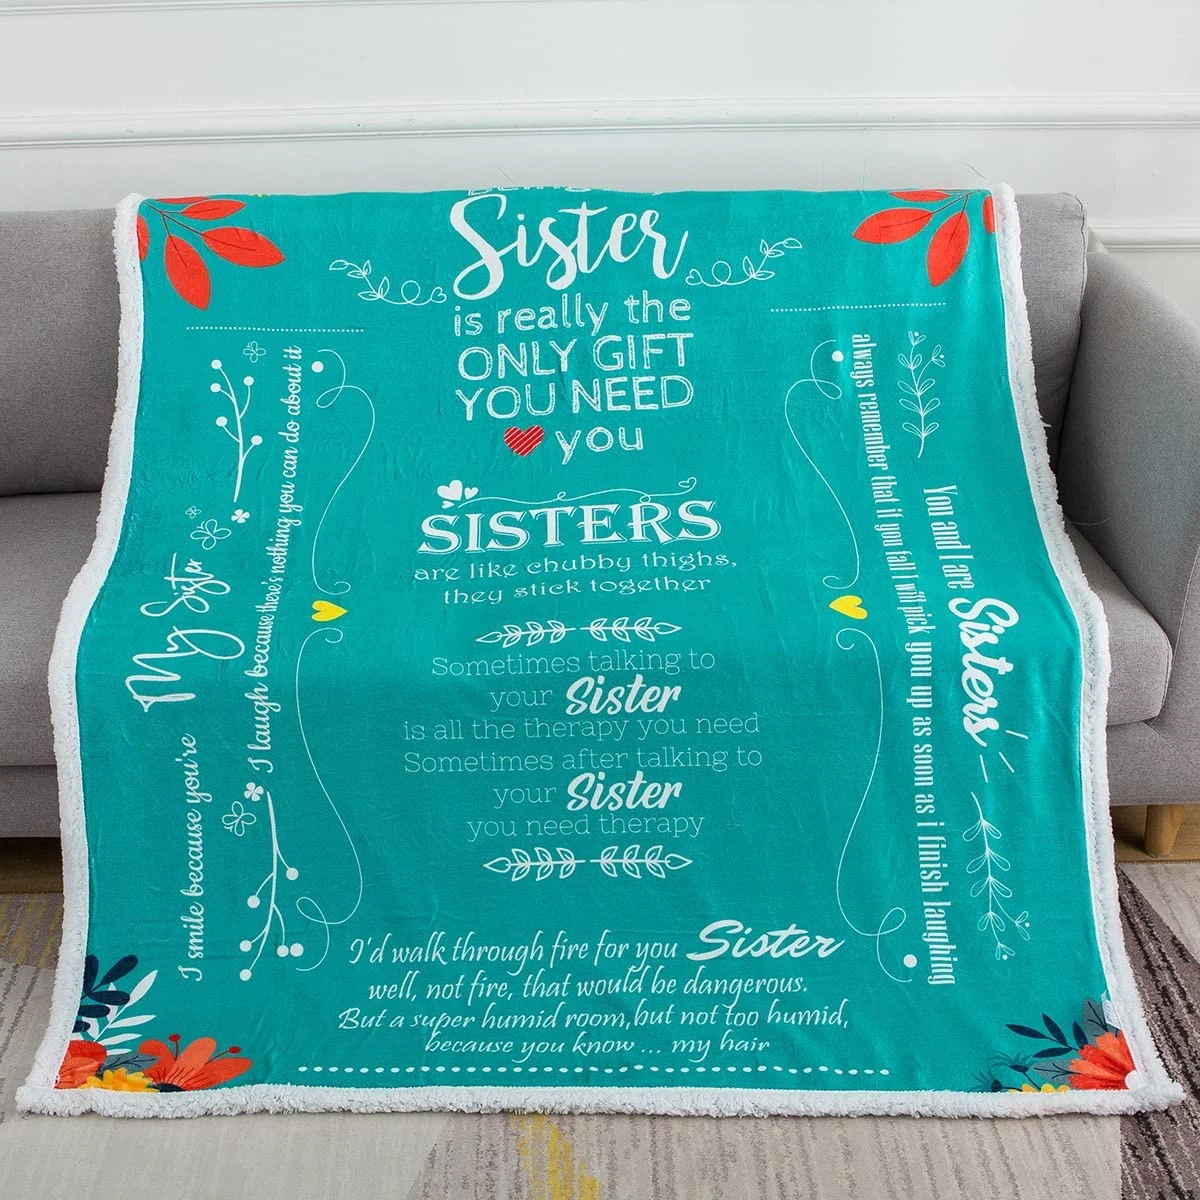 Sister
is really the
ONLY GIFT
YOU NEED
you
SISTERS
are like chubby thighs,
they stick together
Sometimes talking to
your Sister
is all the therapy you need
Sometimes after talking to
your Sister
you need therapy
I'd walk through fire for you Sister
well, not fire, that would be dangerous.
But a super humid room, but not too humid,
because you know ... my hair
I smile because you're My Sister
I laugh because there's nothing you can do about it
You and I are Sisters
always remember that if you fall I will pick you up as soon as i finish laughing